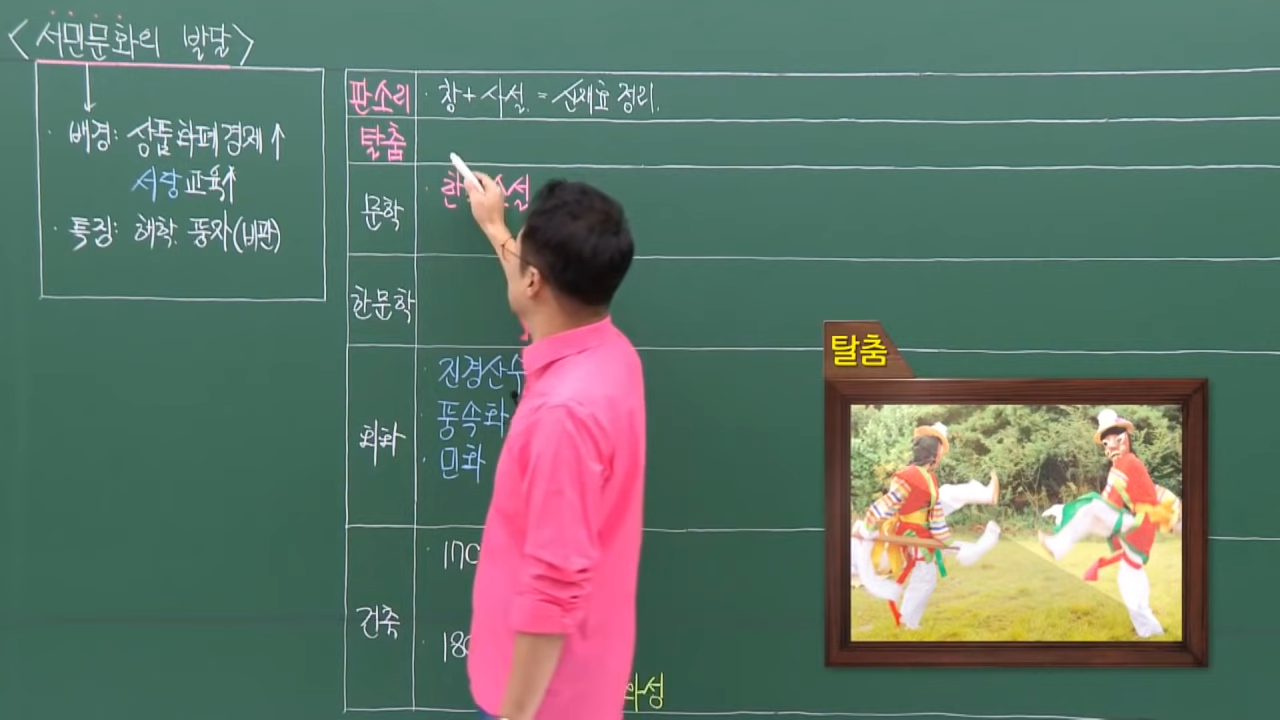 <서민문화의 발달>
· 배경: 상품화폐경제↑
서당교육↑
· 특징: 해학. 풍자(비판)
판소리 · 창+사설. = 신재효 정리.
탈춤
문학
한문학
회화 · 진경산수
· 풍속화
· 민화
건축 · 170
180
화성
탈춤